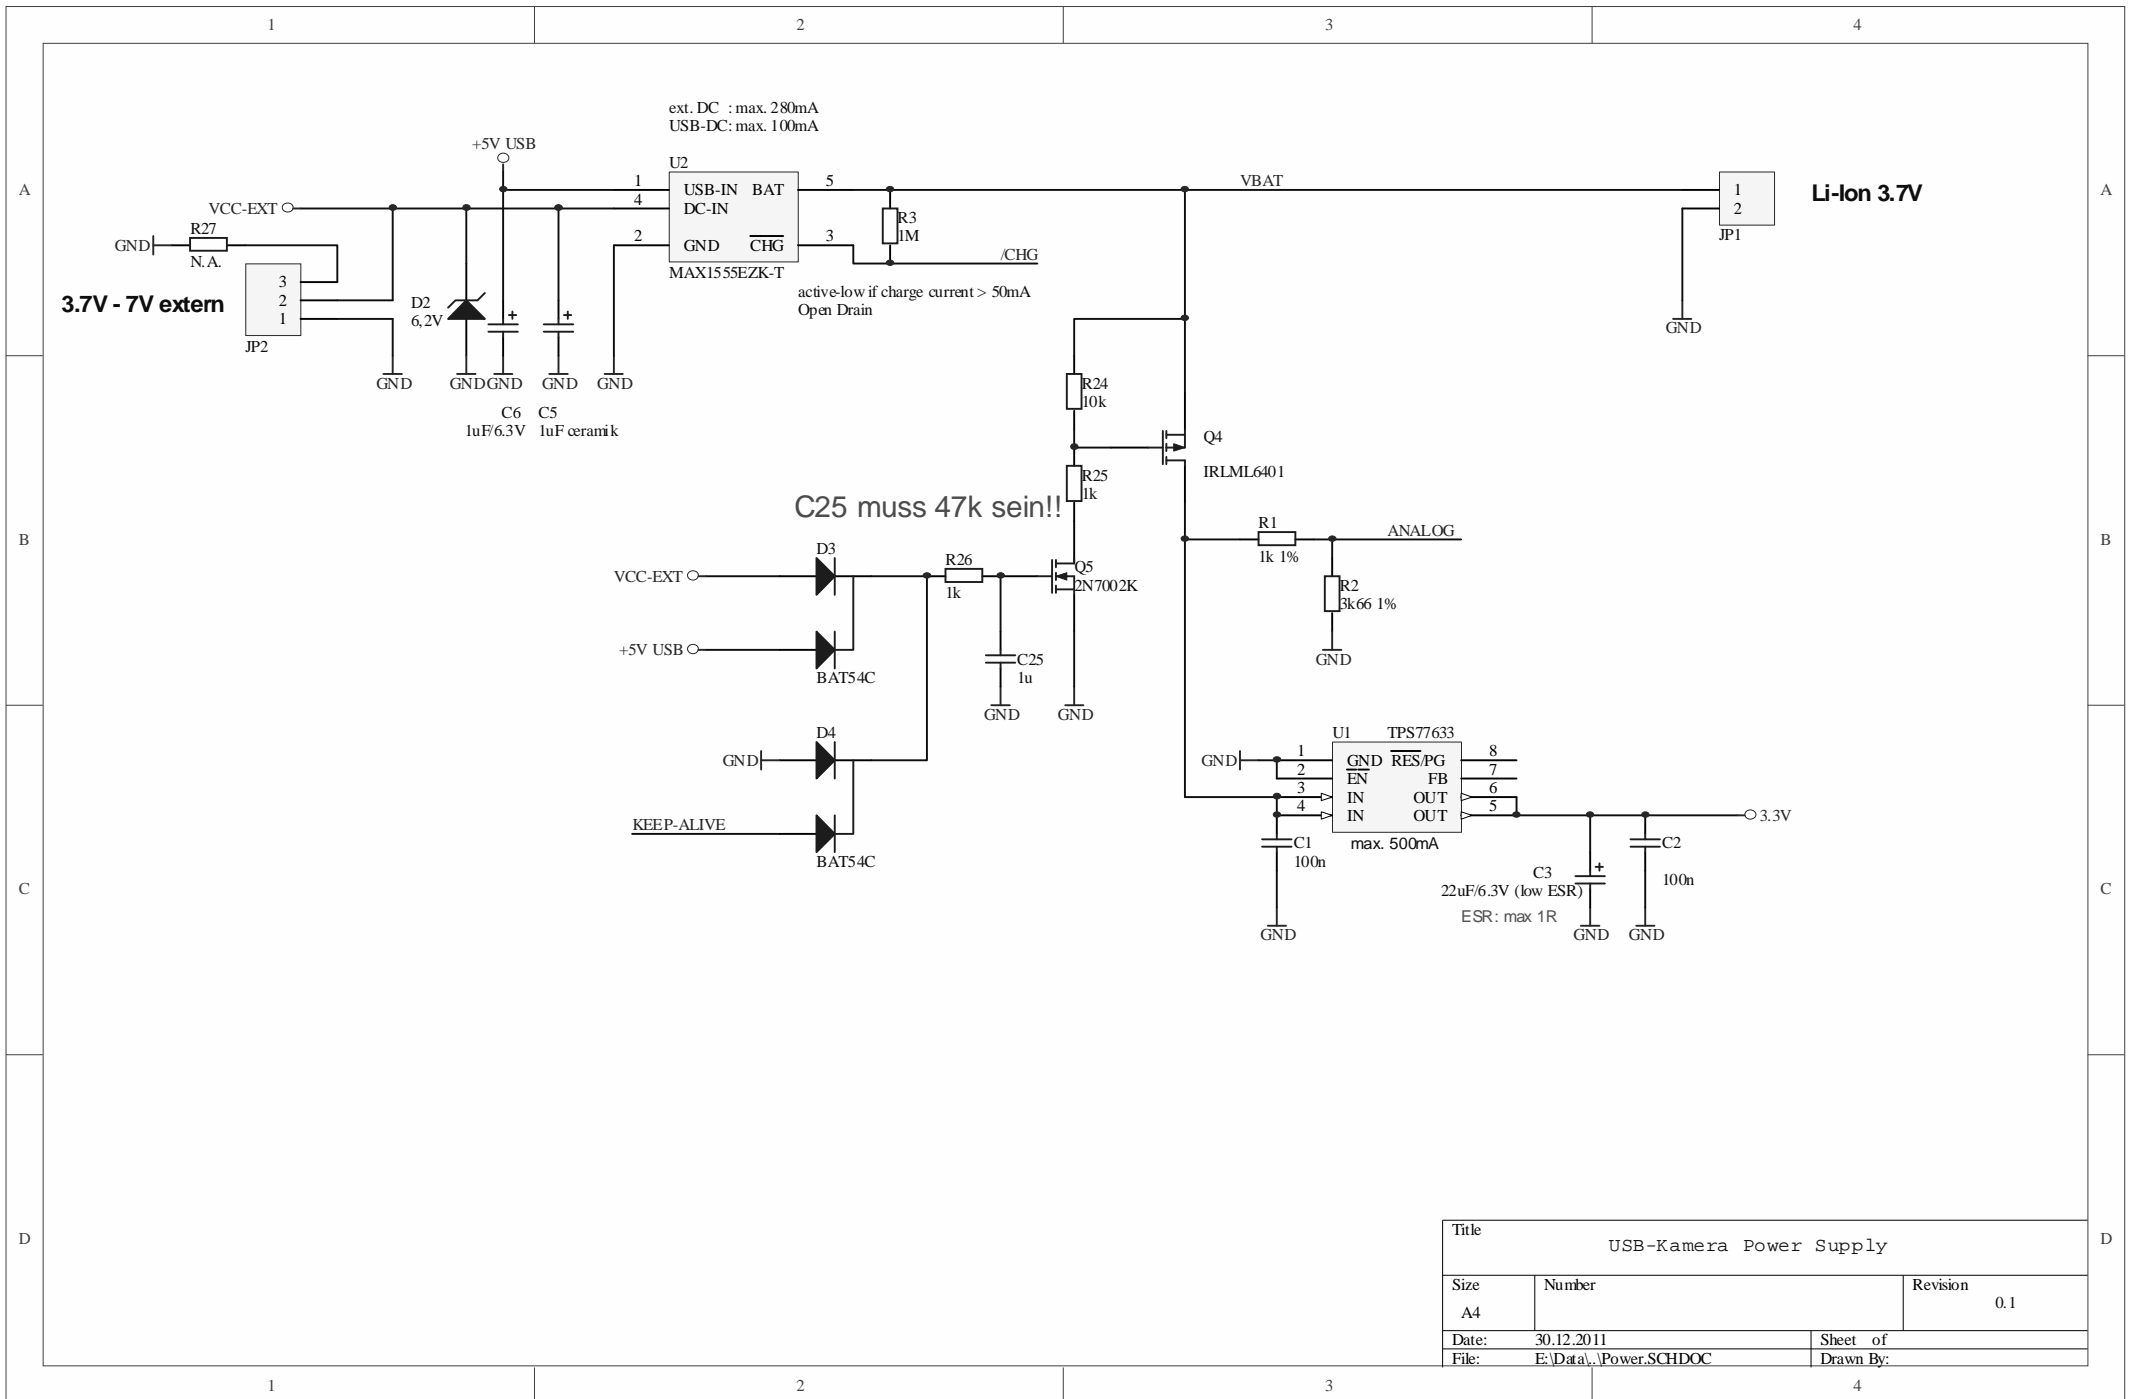 1
2
3
4
A
A
ext. DC : max. 280mA
USB-DC: max. 100mA
+5V USB
U2
1
USB-IN BAT
5
VBAT
4
DC-IN
2
GND
CHG
3
MAX1555EZK-T
R3
1M
/CHG
active-low if charge current > 50mA
Open Drain
1
2
JP1
Li-Ion 3.7V
GND
VCC-EXT
R27
GND
N.A.
3
2
1
JP2
3.7V - 7V extern
D2
6,2V
+
+
GND
GND
GND
GND
GND
C6
1uF/6.3V
C5
1uF ceramik
R24
10k
Q4
IRLML6401
R25
1k
C25 muss 47k sein!!
B
B
D3
VCC-EXT
R26
1k
Q5
2N7002K
+5V USB
BAT54C
C25
1u
GND
GND
R1
1k 1%
ANALOG
R2
3k66 1%
GND
D4
GND
KEEP-ALIVE
BAT54C
U1
TPS77633
GND
1
GND RES/PG
8
2
EN
FB
7
3
IN
OUT
6
4
IN
OUT
5
max. 500mA
3.3V
C1
100n
GND
C3
+
22uF/6.3V (low ESR)
ESR: max 1R
GND
C2
100n
GND
C
C
D
D
Title
USB-Kamera Power Supply
Size
A4
Number
Revision
0.1
Date:
30.12.2011
Sheet of
File:
E:\Data\..\Power.SCHDOC
Drawn By:
1
2
3
4